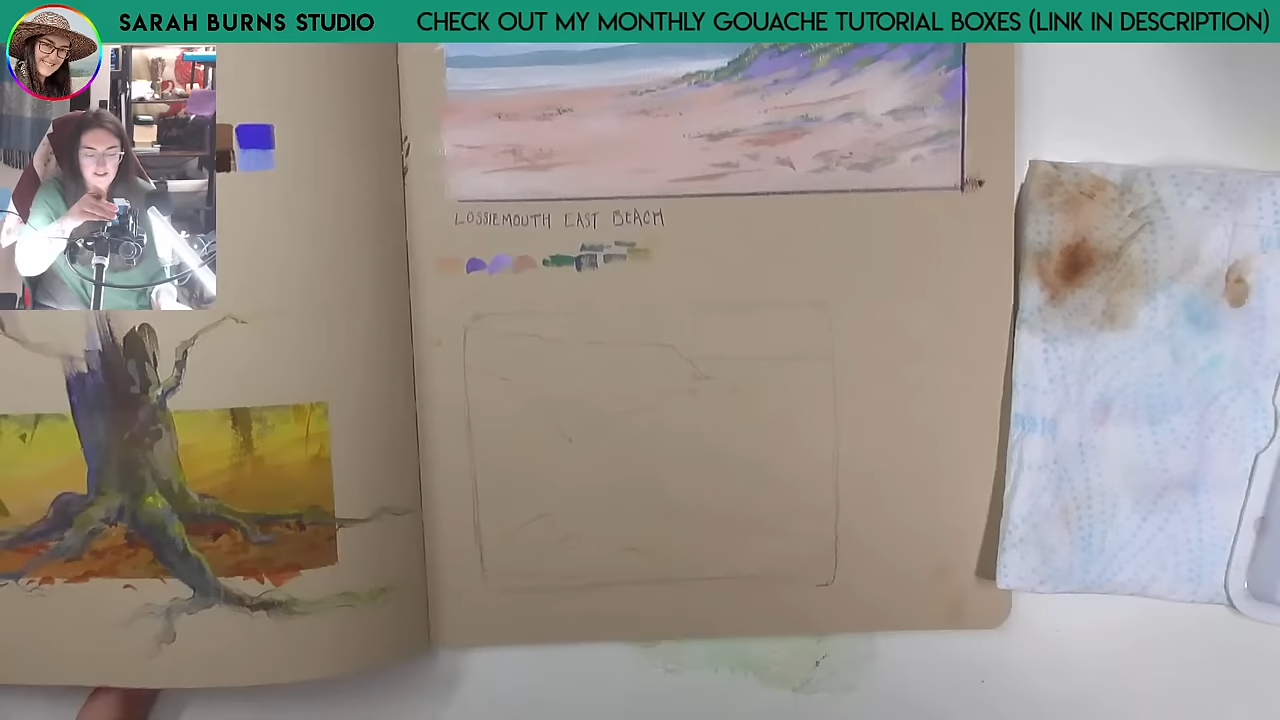 SARAH BURNS STUDIO
CHECK OUT MY MONTHLY GOUACHE TUTORIAL BOXES (LINK IN DESCRIPTION)
LOSSIEMOUTH EAST BEACH